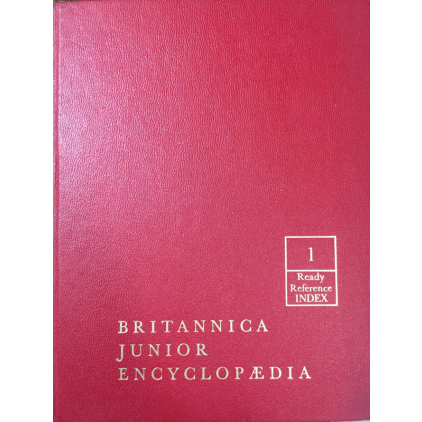 1
Ready
Reference
INDEX
BRITANNICA
JUNIOR
ENCYCLOPÆDIA